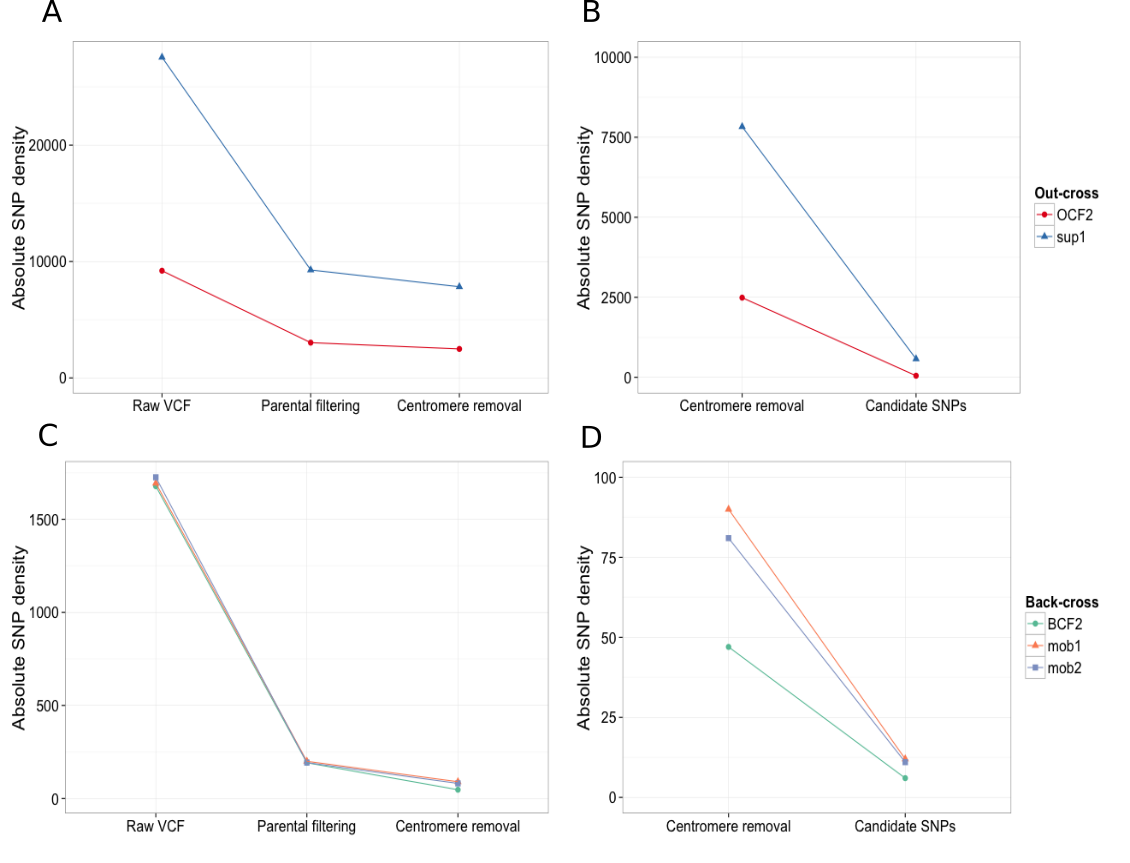 A
Absolute SNP density
20000
10000
0
Raw VCF
Parental filtering
Centromere removal
B
Absolute SNP density
10000
7500
5000
2500
0
Centromere removal
Candidate SNPs
Out-cross
OCF2
sup1
C
Absolute SNP density
1500
1000
500
0
Raw VCF
Parental filtering
Centromere removal
D
Absolute SNP density
100
75
50
25
0
Centromere removal
Candidate SNPs
Back-cross
BCF2
mob1
mob2